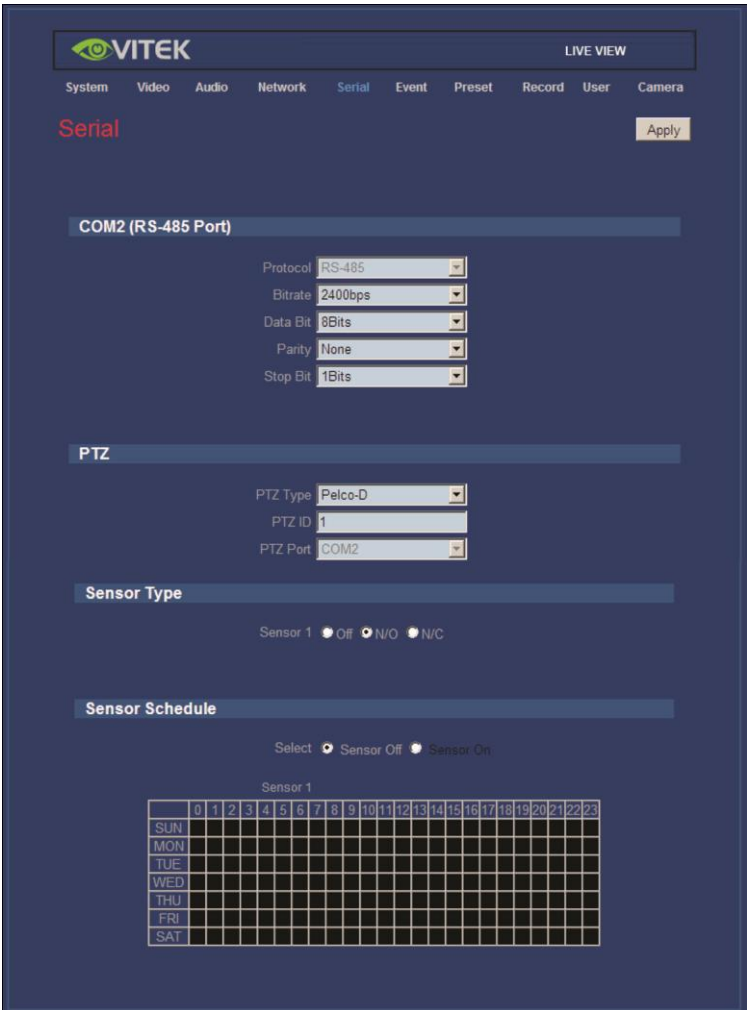 VITEK
LIVE VIEW
System Video Audio Network Serial Event Preset Record User Camera
Serial
Apply
COM2 (RS-485 Port)
Protocol RS-485
Bitrate 2400bps
Data Bit 8Bits
Parity None
Stop Bit 1Bits
PTZ
PTZ Type Pelco-D
PTZ ID 1
PTZ Port COM2
Sensor Type
Sensor 1 Off N/O N/C
Sensor Schedule
Select Sensor Off Sensor On
Sensor 1
0 1 2 3 4 5 6 7 8 9 10 11 12 13 14 15 16 17 18 19 20 21 22 23
SUN
MON
TUE
WED
THU
FRI
SAT